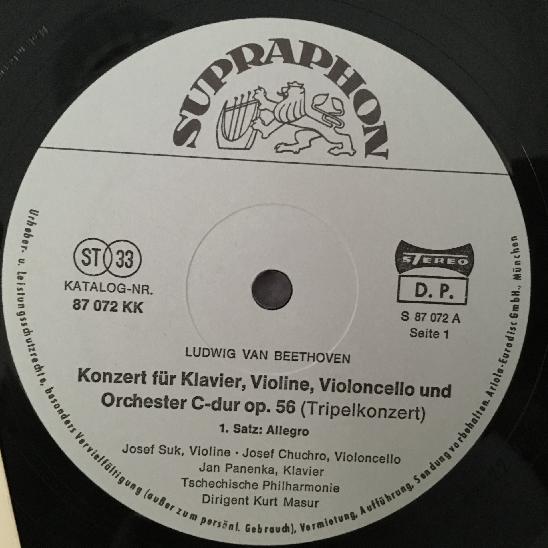 SUPRAPHON
ST 33
KATALOG-NR.
87 072 KK
STEREO
D. P.
S 87 072 A
Seite 1
LUDWIG VAN BEETHOVEN
Konzert für Klavier, Violine, Violoncello und
Orchester C-dur op. 56 (Tripelkonzert)
1. Satz: Allegro
Josef Suk, Violine · Josef Chuchro, Violoncello
Jan Panenka, Klavier
Tschechische Philharmonie
Dirigent Kurt Masur
Urheber- u. Leistungsschutzrechte, besonders Vervielfältigung (außer zum persönl. Gebrauch), Vermietung, Aufführung, Sendung vorbehalten. Ariola-Eurodisc GmbH., München